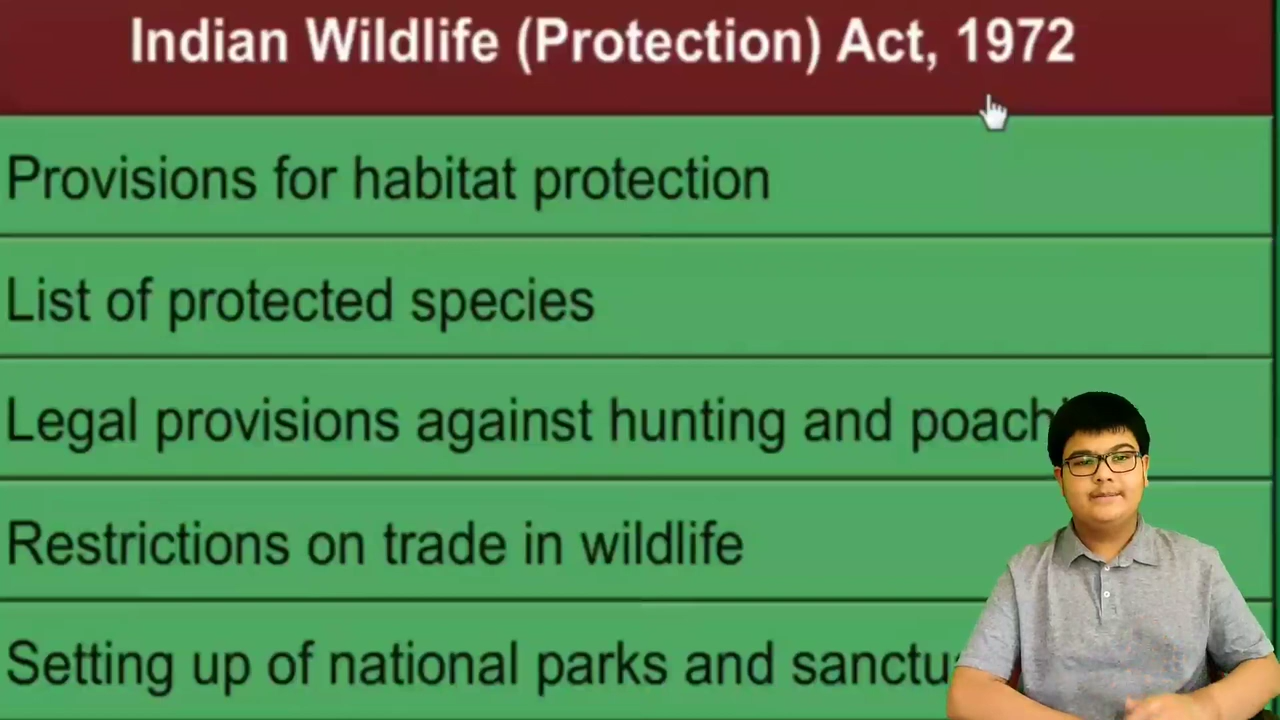 Indian Wildlife (Protection) Act, 1972
Provisions for habitat protection
List of protected species
Legal provisions against hunting and
Restrictions on trade in wildlife
Setting up of national parks and